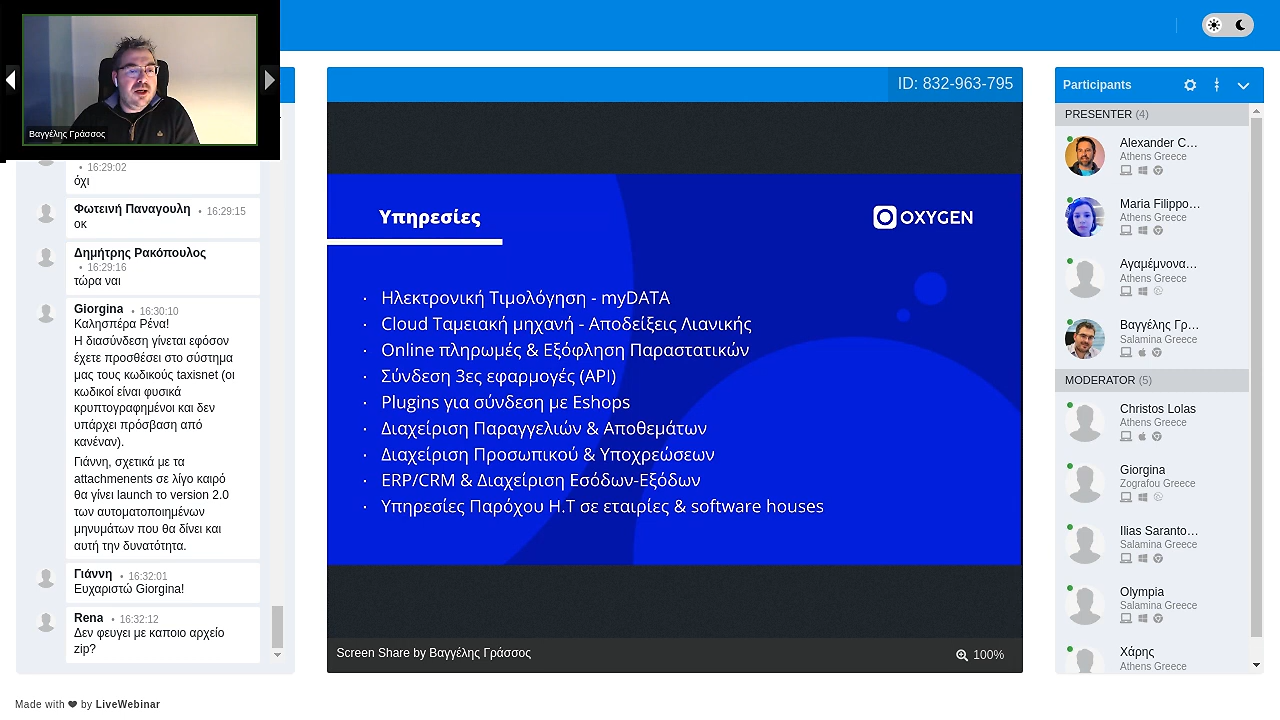 Βαγγέλης Γράσσος
16:29:02
όχι
Φωτεινή Παναγουλη • 16:29:15
οκ
Δημήτρης Ρακόπουλος
• 16:29:16
τώρα ναι
Giorgina • 16:30:10
Καλησπέρα Ρένα!
Η διασύνδεση γίνεται εφόσον
έχετε προσθέσει στο σύστημα
μας τους κωδικούς taxisnet (οι
κωδικοί είναι φυσικά
κρυπτογραφημένοι και δεν
υπάρχει πρόσβαση από
κανέναν).
Γιάννη, σχετικά με τα
attachmenents σε λίγο καιρό
θα γίνει launch το version 2.0
των αυτοματοποιημένων
μηνυμάτων που θα δίνει και
αυτή την δυνατότητα.
Γιάννη • 16:32:01
Ευχαριστώ Giorgina!
Rena • 16:32:12
Δεν φευγει με καποιο αρχείο
zip?
ID: 832-963-795
Υπηρεσίες
OXYGEN
· Ηλεκτρονική Τιμολόγηση - myDATA
· Cloud Ταμειακή μηχανή - Αποδείξεις Λιανικής
· Online πληρωμές & Εξόφληση Παραστατικών
· Σύνδεση 3ες εφαρμογές (API)
· Plugins για σύνδεση με Eshops
· Διαχείριση Παραγγελιών & Αποθεμάτων
· Διαχείριση Προσωπικού & Υποχρεώσεων
· ERP/CRM & Διαχείριση Εσόδων-Εξόδων
· Υπηρεσίες Παρόχου Η.Τ σε εταιρίες & software houses
Screen Share by Βαγγέλης Γράσσος
100%
Participants
PRESENTER (4)
Alexander C…
Athens Greece
Maria Filippo…
Athens Greece
Αγαμέμνονα…
Athens Greece
Βαγγέλης Γρ…
Salamina Greece
MODERATOR (5)
Christos Lolas
Athens Greece
Giorgina
Zografou Greece
Ilias Saranto…
Salamina Greece
Olympia
Salamina Greece
Χάρης
Athens Greece
Made with ❤ by LiveWebinar